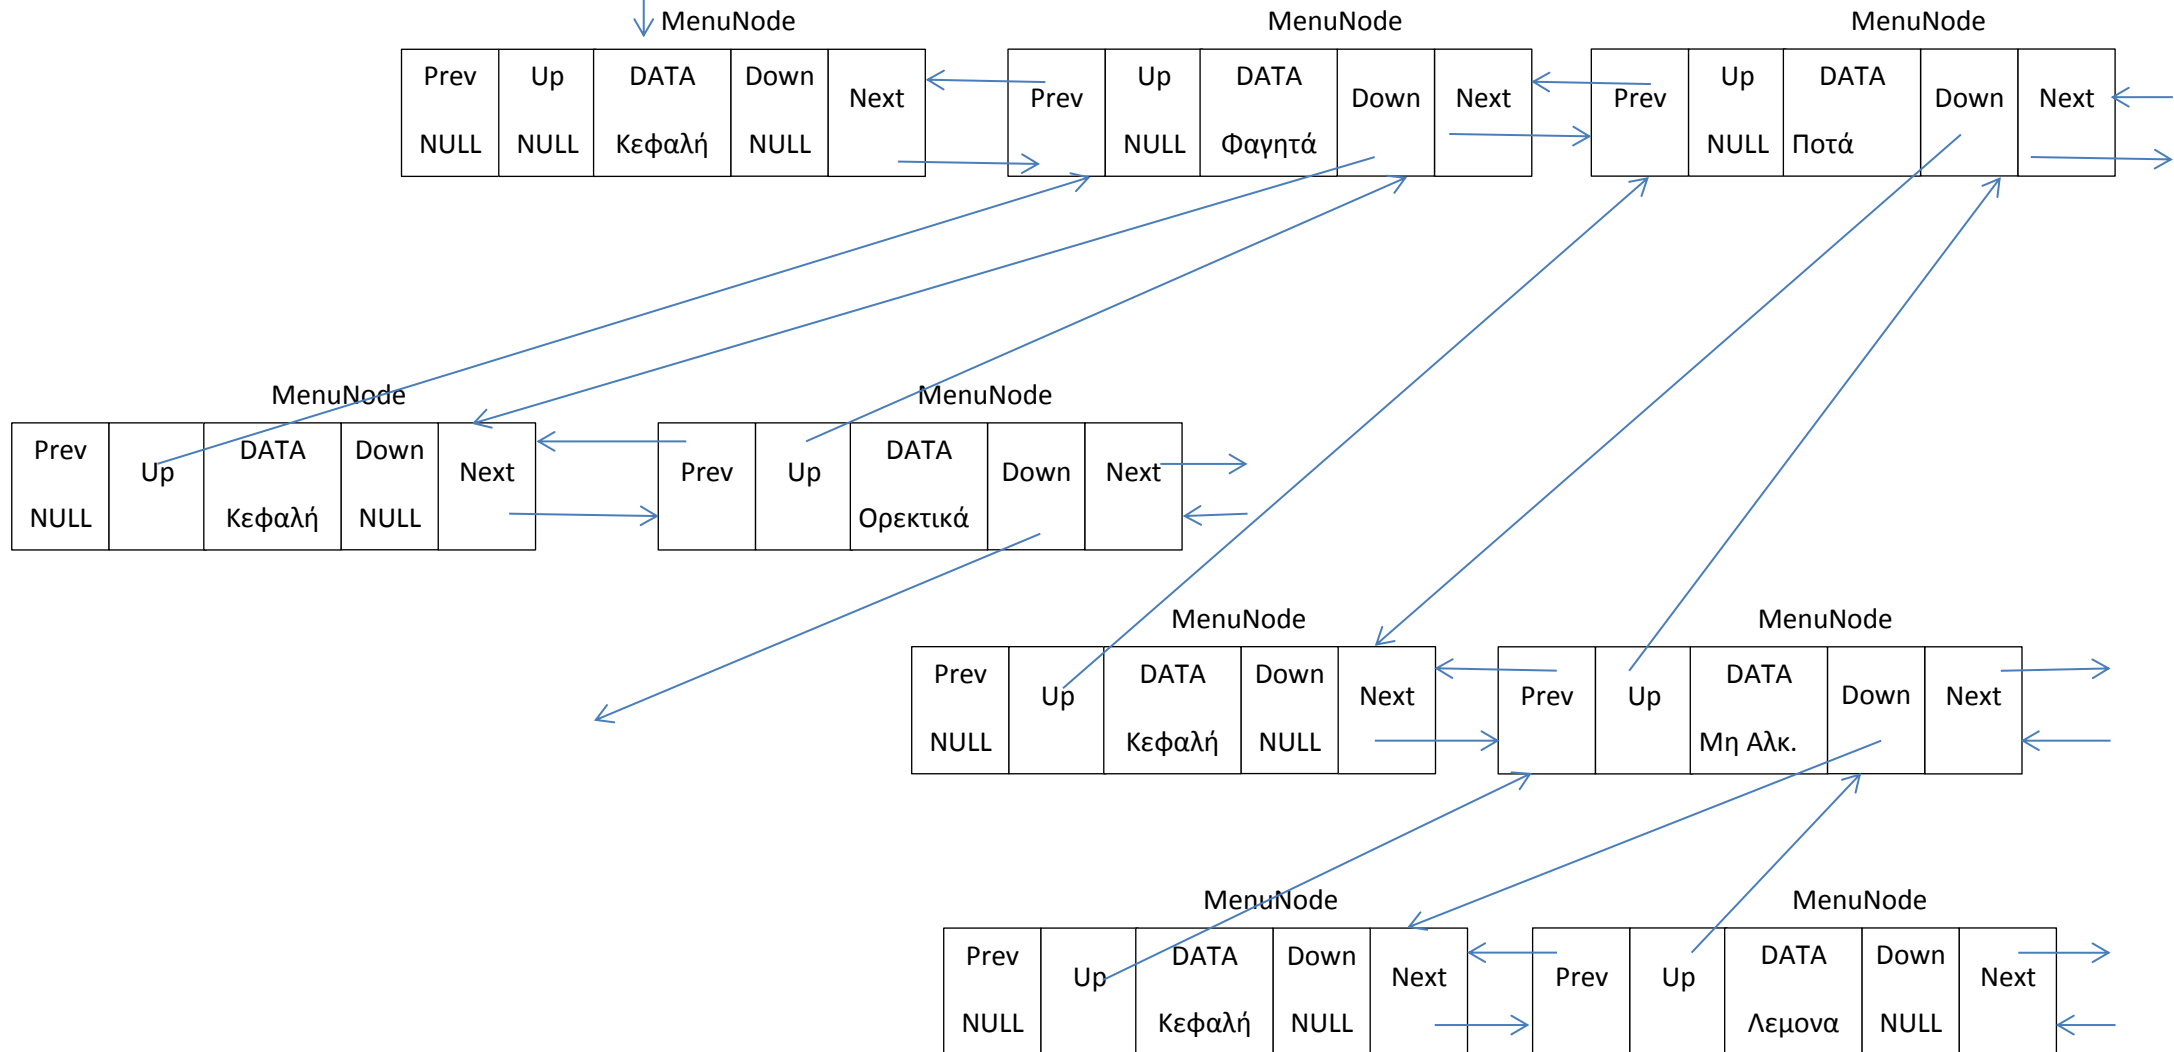 MenuNode MenuNode MenuNode
Prev Up DATA Down Next Prev Up DATA Down Next Prev Up DATA Down Next
NULL NULL Κεφαλή NULL NULL Φαγητά NULL Ποτά
MenuNode MenuNode
Prev Up DATA Down Next Prev Up DATA Down Next
NULL Κεφαλή NULL Ορεκτικά
MenuNode MenuNode
Prev Up DATA Down Next Prev Up DATA Down Next
NULL Κεφαλή NULL Μη Αλκ.
MenuNode MenuNode
Prev Up DATA Down Next Prev Up DATA Down Next
NULL Κεφαλή NULL Λεμονα NULL